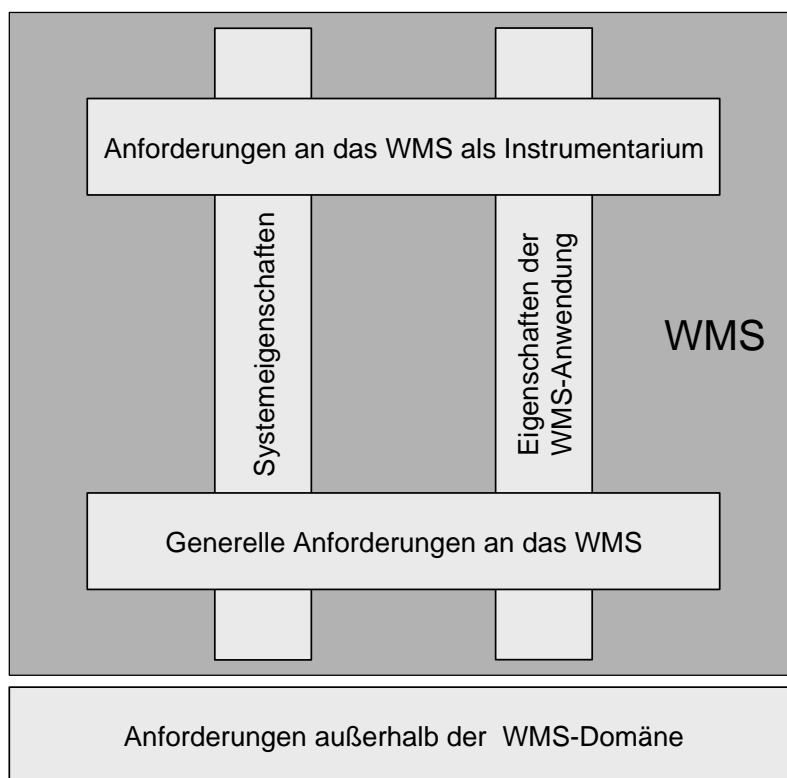 Anforderungen an das WMS als Instrumentarium
Systemeigenschaften
Eigenschaften der
WMS-Anwendung
WMS
Generelle Anforderungen an das WMS
Anforderungen außerhalb der WMS-Domäne